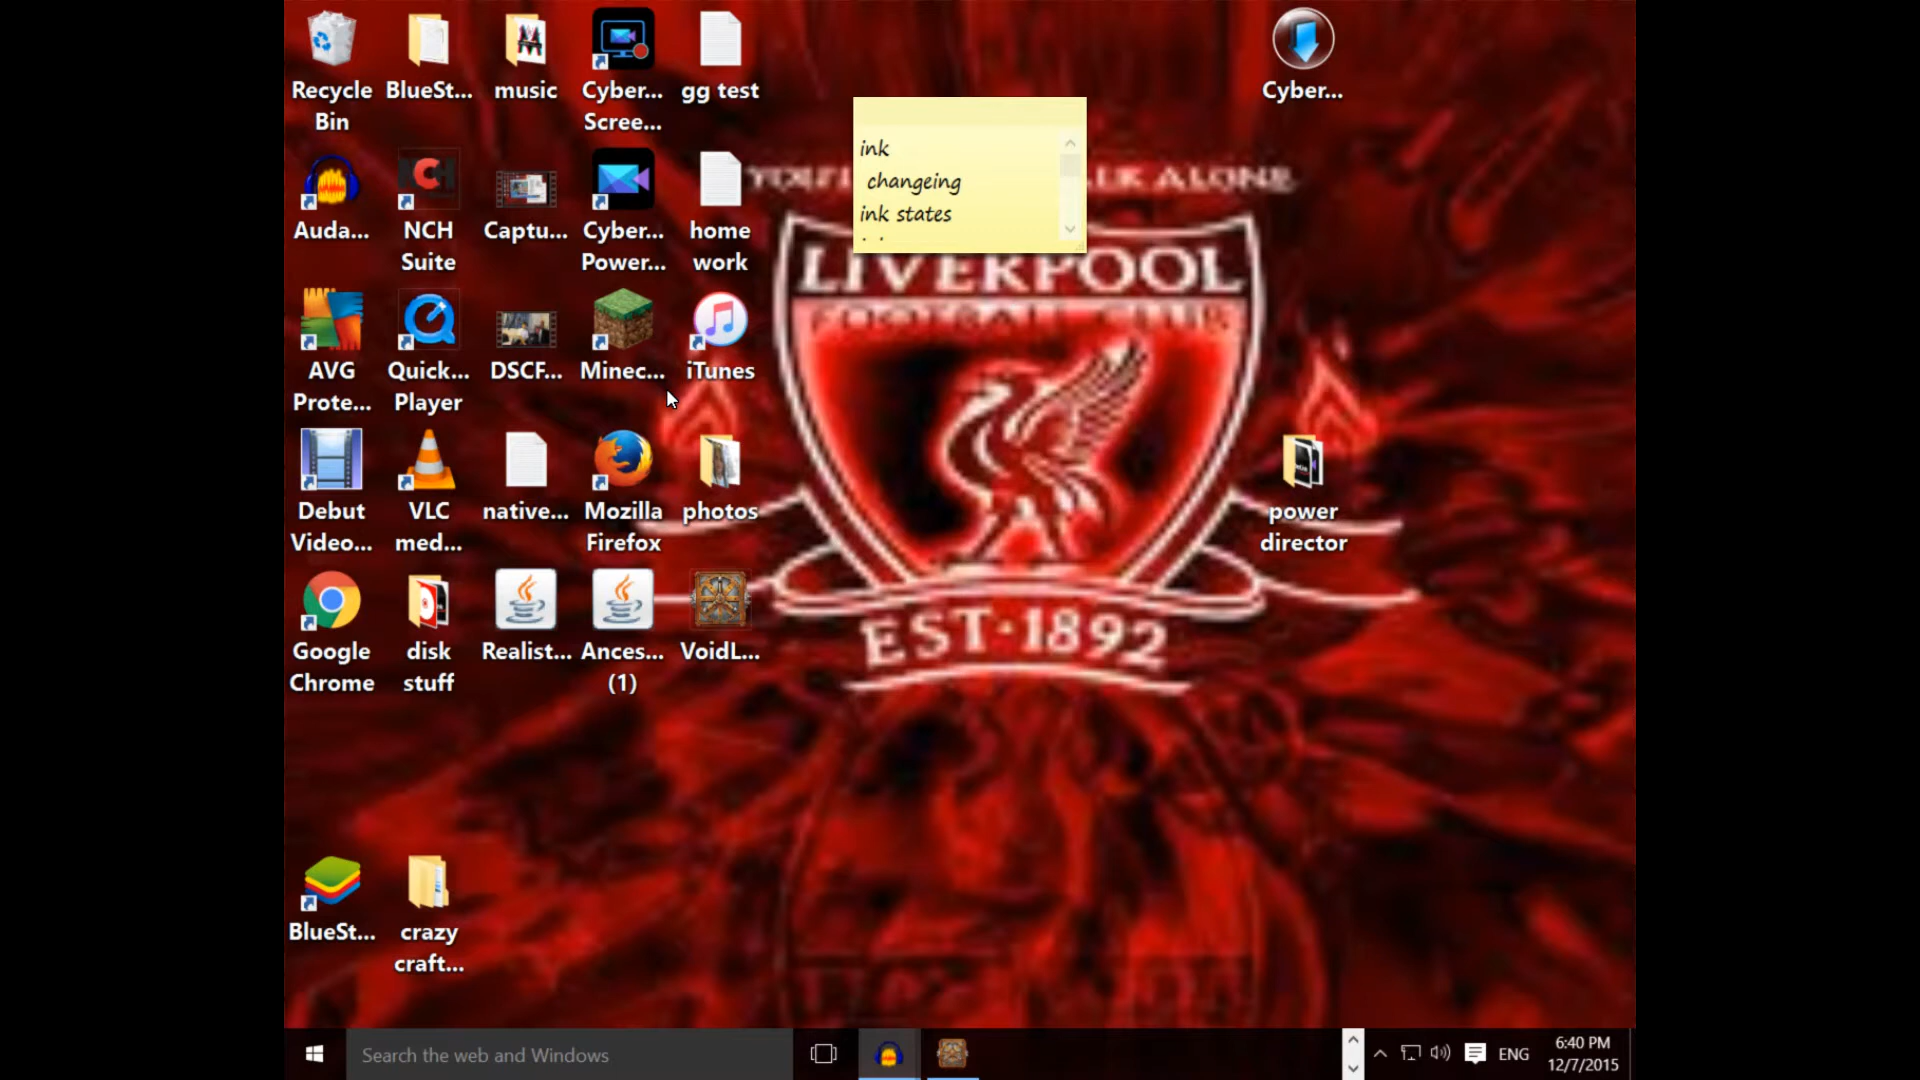 Recycle
Bin
BlueSt...
music
Cyber...
Scree...
gg test
Cyber...
ink
changeing
ink states
ALONE
Auda...
NCH
Suite
Captu...
Cyber...
Power...
home
work
LIVERPOOL
FOOTBALL CLUB
AVG
Prote...
Quick...
Player
DSCF...
Minec...
iTunes
Debut
Video...
VLC
med...
native...
Mozilla
Firefox
photos
power
director
Google
Chrome
disk
stuff
Realist...
Ances...
(1)
VoidL...
EST·1892
BlueSt...
crazy
craft...
Search the web and Windows
ENG
6:40 PM
12/7/2015